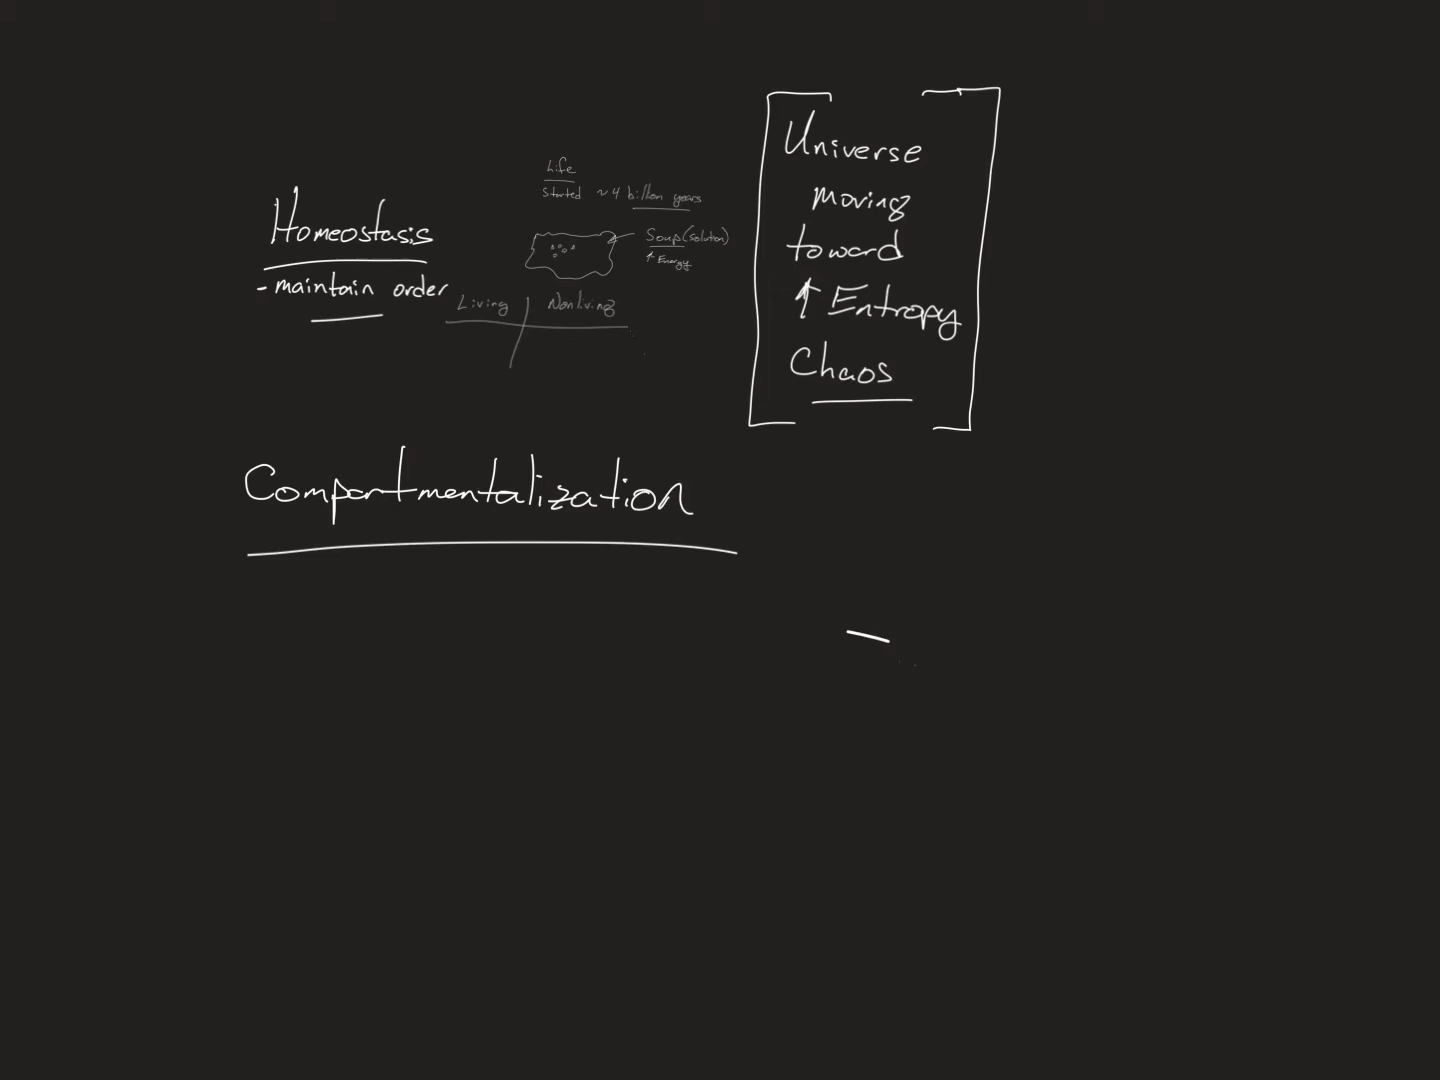 Homeostasis
- maintain order
Life
Started ~4 billion years
Soup (solution)
↑ Energy
Living
Nonliving
Universe
moving
toward
↑ Entropy
Chaos
Compartmentalization